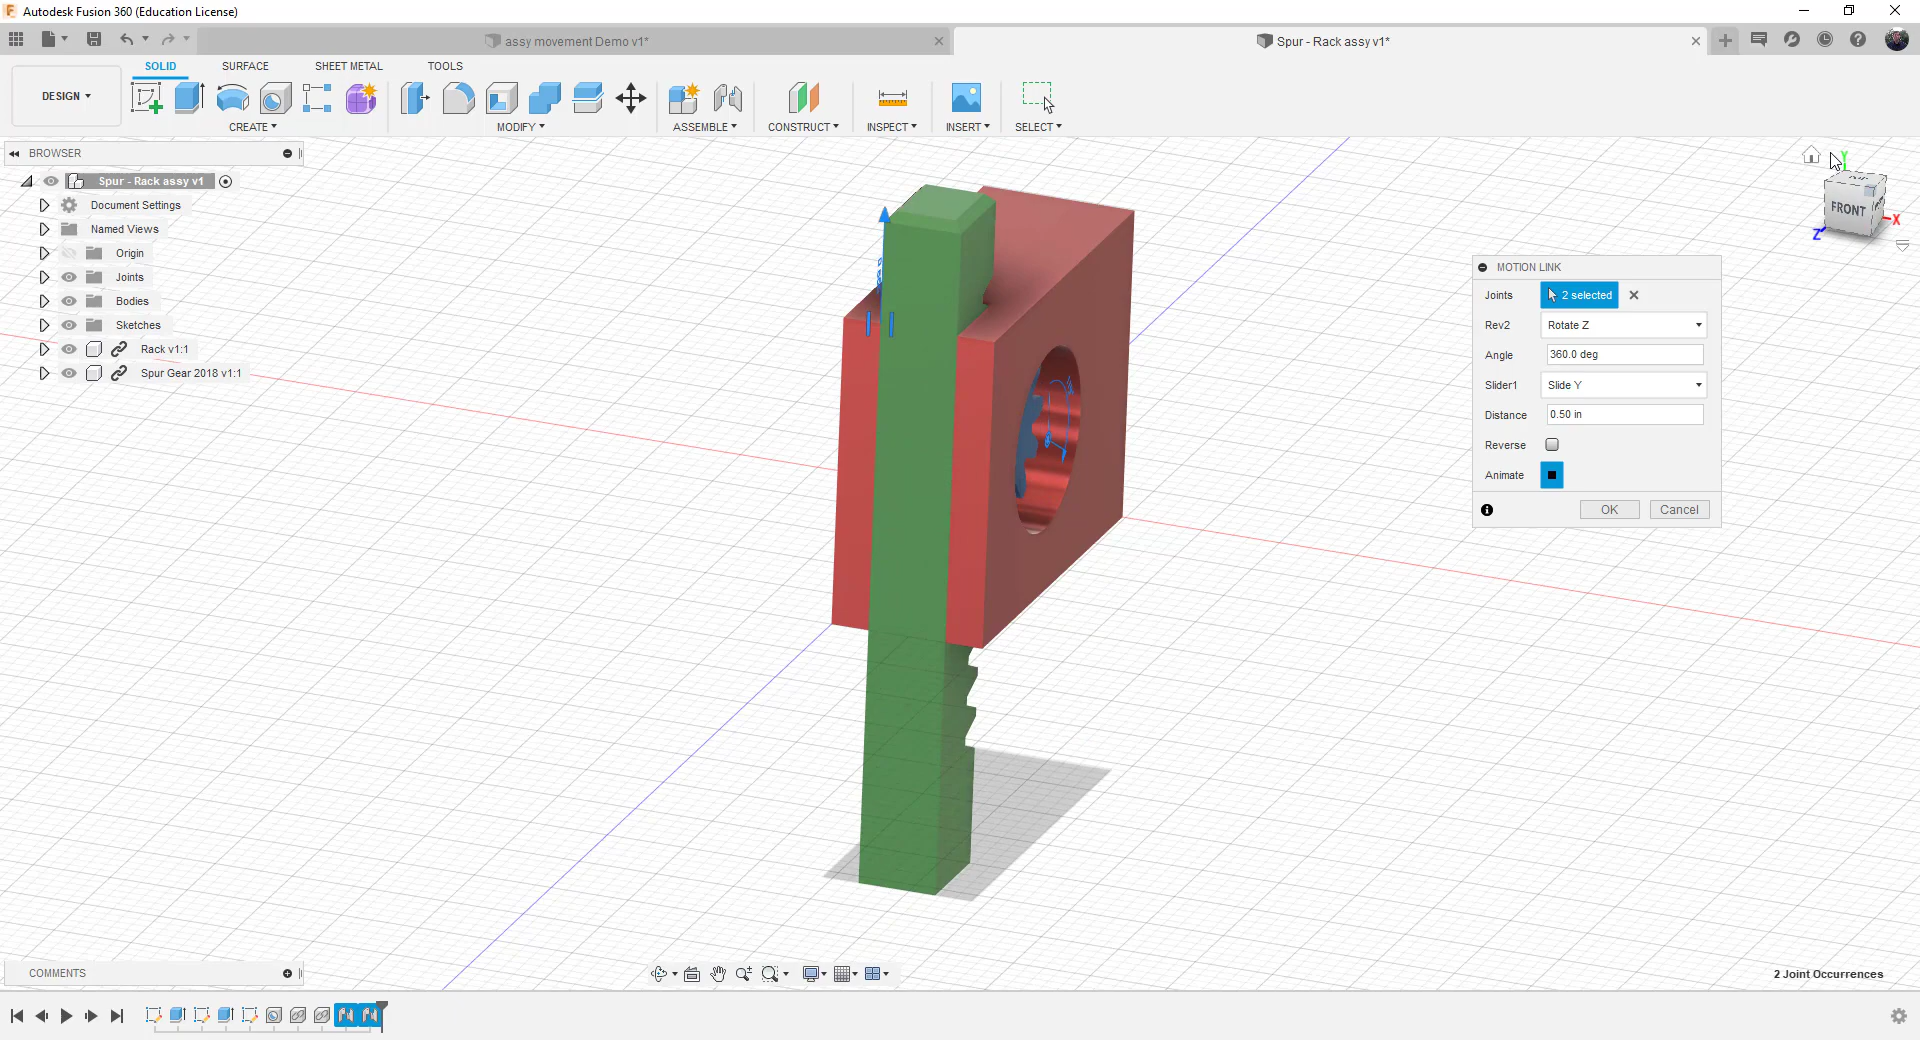 Autodesk Fusion 360 (Education License)
assy movement Demo v1*
Spur - Rack assy v1*
SOLID
SURFACE
SHEET METAL
TOOLS
DESIGN
CREATE
MODIFY
ASSEMBLE
CONSTRUCT
INSPECT
INSERT
SELECT
BROWSER
Spur - Rack assy v1
Document Settings
Named Views
Origin
Joints
Bodies
Sketches
Rack v1:1
Spur Gear 2018 v1:1
Y
FRONT
X
Z
MOTION LINK
Joints 2 selected
Rev2 Rotate Z
Angle 360.0 deg
Slider1 Slide Y
Distance 0.50 in
Reverse
Animate
OK Cancel
COMMENTS
2 Joint Occurrences